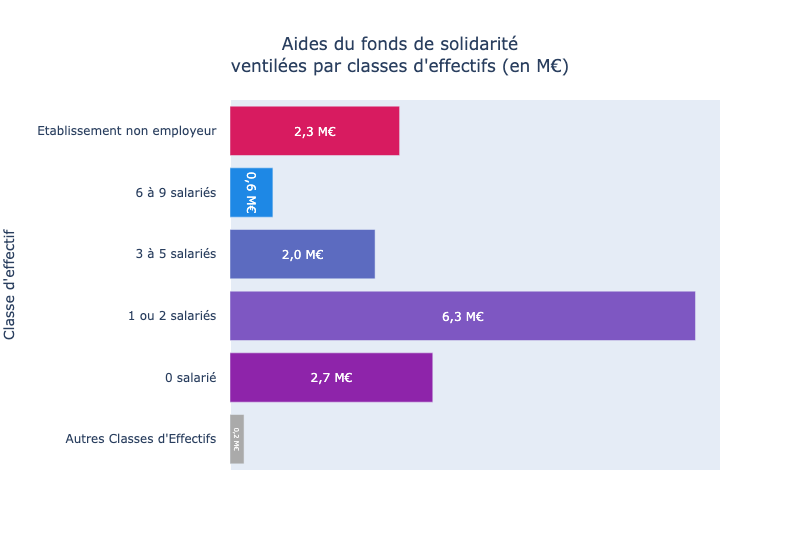 Aides du fonds de solidarité
ventilées par classes d'effectifs (en M€)
Classe d'effectif
Etablissement non employeur
2,3 M€
6 à 9 salariés
0,6 M€
3 à 5 salariés
2,0 M€
1 ou 2 salariés
6,3 M€
0 salarié
2,7 M€
Autres Classes d'Effectifs
0,2 M€